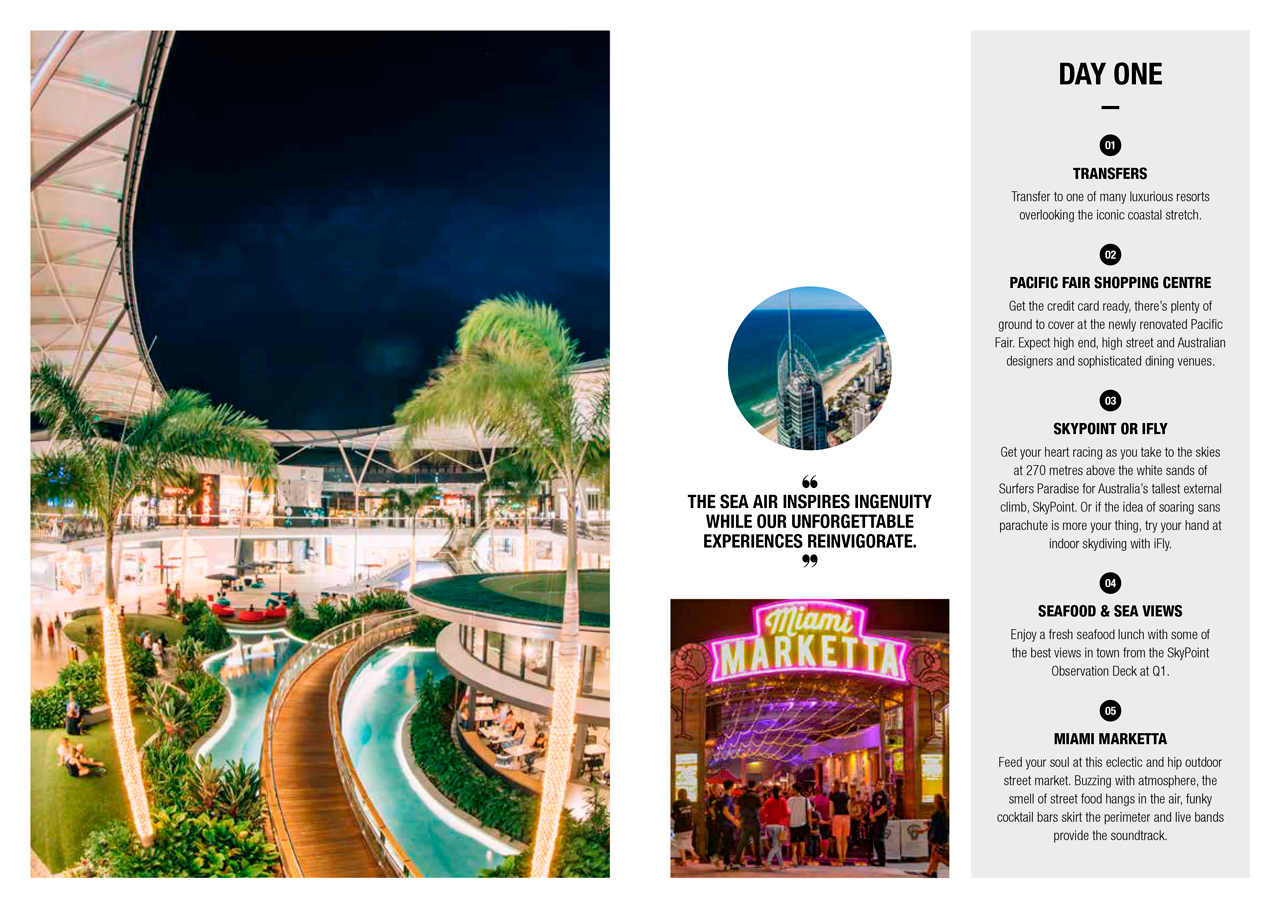 THE SEA AIR INSPIRES INGENUITY
WHILE OUR UNFORGETTABLE
EXPERIENCES REINVIGORATE.
Miami
MARKETTA
DAY ONE
01
TRANSFERS
Transfer to one of many luxurious resorts
overlooking the iconic coastal stretch.
02
PACIFIC FAIR SHOPPING CENTRE
Get the credit card ready, there’s plenty of
ground to cover at the newly renovated Pacific
Fair. Expect high end, high street and Australian
designers and sophisticated dining venues.
03
SKYPOINT OR IFLY
Get your heart racing as you take to the skies
at 270 metres above the white sands of
Surfers Paradise for Australia’s tallest external
climb, SkyPoint. Or if the idea of soaring sans
parachute is more your thing, try your hand at
indoor skydiving with iFly.
04
SEAFOOD & SEA VIEWS
Enjoy a fresh seafood lunch with some of
the best views in town from the SkyPoint
Observation Deck at Q1.
05
MIAMI MARKETTA
Feed your soul at this eclectic and hip outdoor
street market. Buzzing with atmosphere, the
smell of street food hangs in the air, funky
cocktail bars skirt the perimeter and live bands
provide the soundtrack.